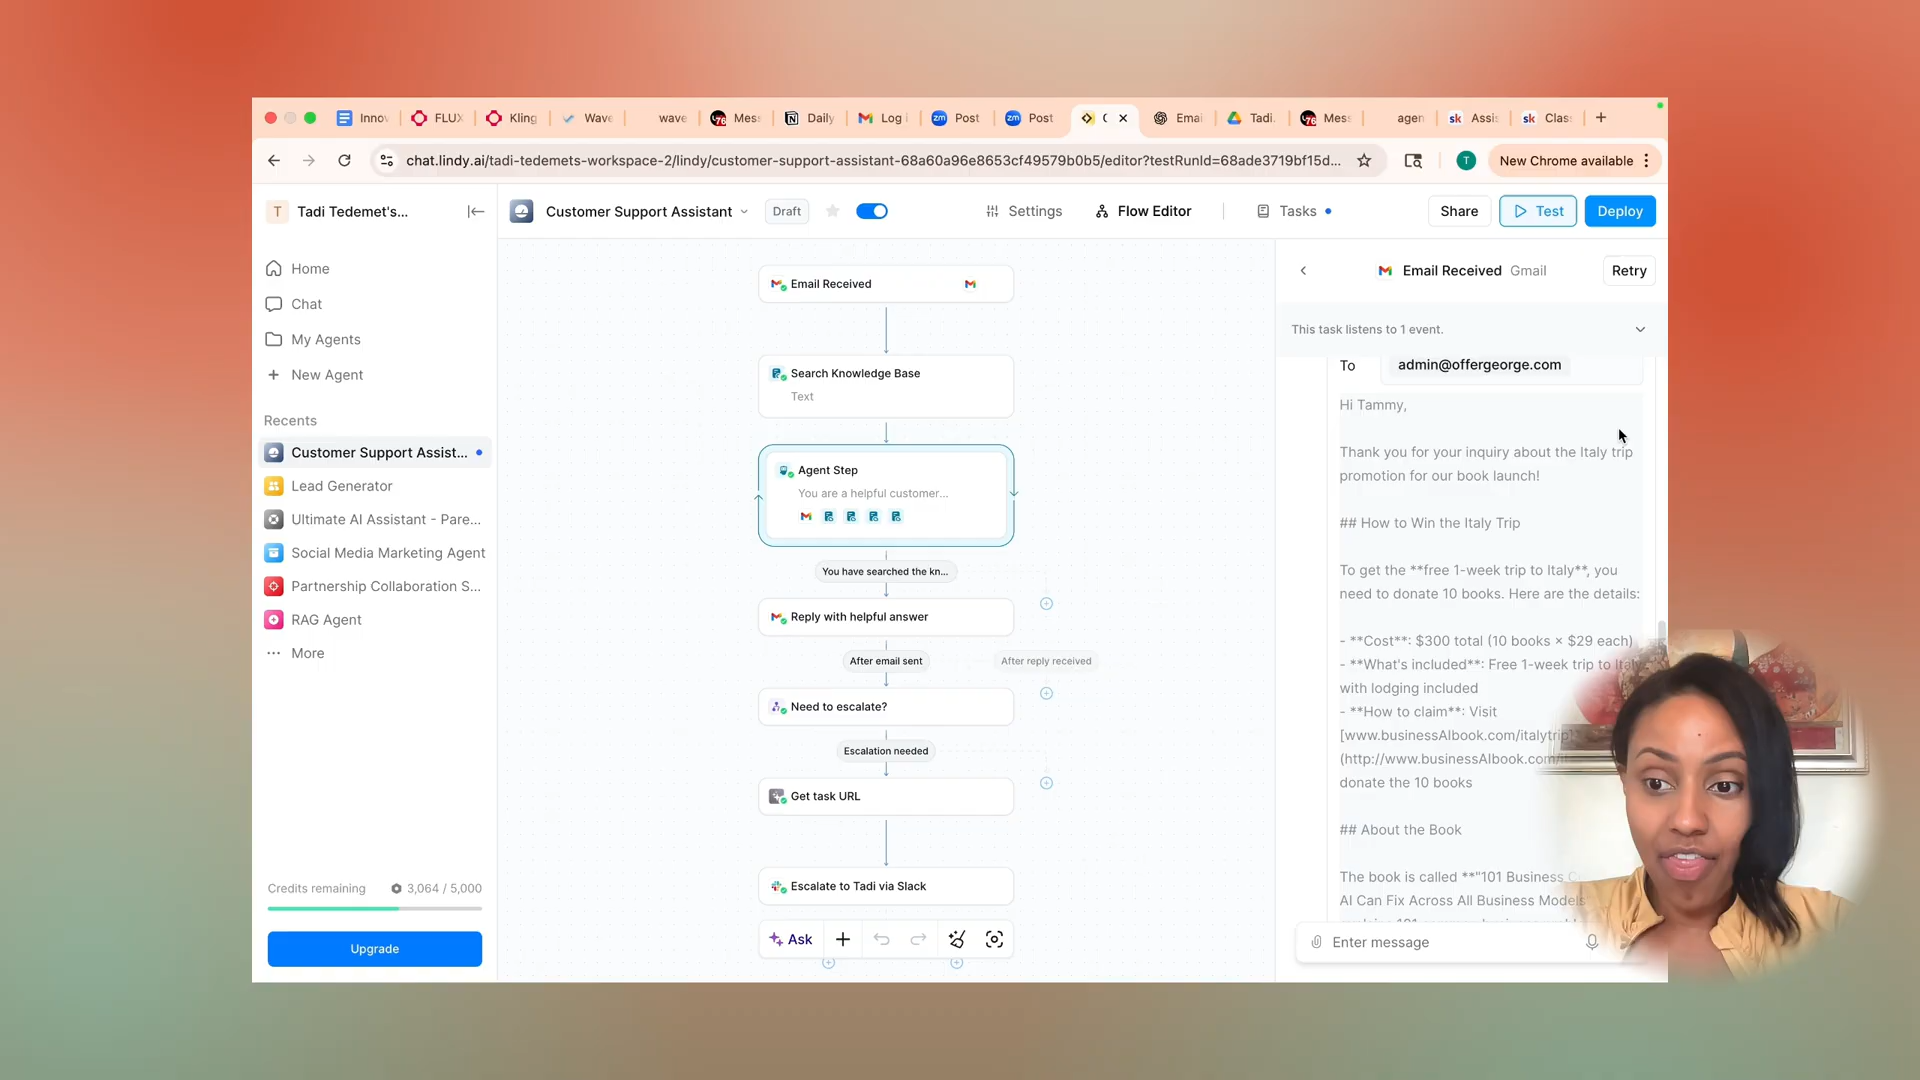 Innov
FLUX
Kling
Wave
wave
Mess
Daily
Log i
Post
Post
Emai
Tadi.
Mess
agen
Assis
Class
chat.lindy.ai/tadi-tedemets-workspace-2/lindy/customer-support-assistant-68a60a96e8653cf49579b0b5/editor?testRunId=68ade3719bf15d...
T
New Chrome available
T
Tadi Tedemet's...
Customer Support Assistant
Draft
Settings
Flow Editor
Tasks
Share
Test
Deploy
Home
Chat
My Agents
New Agent
Recents
Customer Support Assist...
Lead Generator
Ultimate AI Assistant - Pare...
Social Media Marketing Agent
Partnership Collaboration S...
RAG Agent
More
Credits remaining
3,064 / 5,000
Upgrade
Email Received
Search Knowledge Base
Text
Agent Step
You are a helpful customer...
You have searched the kn...
Reply with helpful answer
After email sent
After reply received
Need to escalate?
Escalation needed
Get task URL
Escalate to Tadi via Slack
Ask
Email Received Gmail
Retry
This task listens to 1 event.
To
admin@offergeorge.com
Hi Tammy,
Thank you for your inquiry about the Italy trip
promotion for our book launch!
## How to Win the Italy Trip
To get the **free 1-week trip to Italy**, you
need to donate 10 books. Here are the details:
- **Cost**: $300 total (10 books × $29 each)
- **What's included**: Free 1-week trip to Italy
with lodging included
- **How to claim**: Visit
[www.businessAIbook.com/italytrip]
(http://www.businessAIbook.com/i
donate the 10 books
## About the Book
The book is called **"101 Business C
AI Can Fix Across All Business Models
Enter message